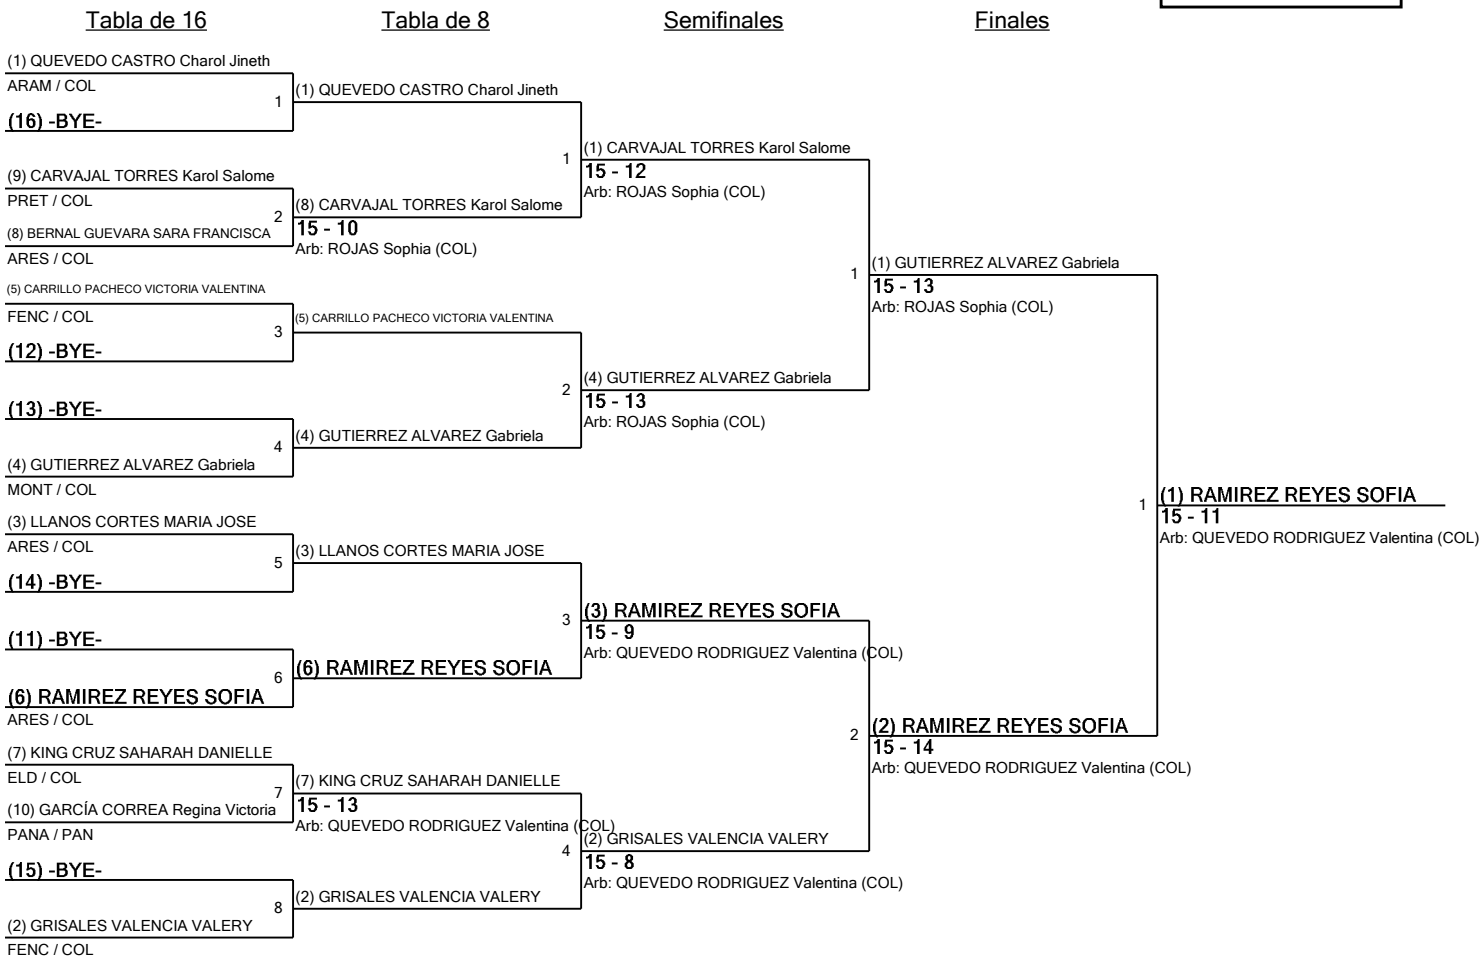 Tabla de 16
Tabla de 8
Semifinales
Finales
(1) QUEVEDO CASTRO Charol Jineth
ARAM / COL
1
(16) -BYE-
(9) CARVAJAL TORRES Karol Salome
PRET / COL
2
(8) BERNAL GUEVARA SARA FRANCISCA
ARES / COL
(5) CARRILLO PACHECO VICTORIA VALENTINA
FENC / COL
3
(12) -BYE-
(13) -BYE-
4
(4) GUTIERREZ ALVAREZ Gabriela
MONT / COL
(3) LLANOS CORTES MARIA JOSE
ARES / COL
5
(14) -BYE-
(11) -BYE-
6
(6) RAMIREZ REYES SOFIA
ARES / COL
(7) KING CRUZ SAHARAH DANIELLE
ELD / COL
7
(10) GARCÍA CORREA Regina Victoria
PANA / PAN
(15) -BYE-
8
(2) GRISALES VALENCIA VALERY
FENC / COL
(1) QUEVEDO CASTRO Charol Jineth
1
(8) CARVAJAL TORRES Karol Salome
15 - 10
Arb: ROJAS Sophia (COL)
(5) CARRILLO PACHECO VICTORIA VALENTINA
2
(4) GUTIERREZ ALVAREZ Gabriela
(3) LLANOS CORTES MARIA JOSE
3
(6) RAMIREZ REYES SOFIA
(7) KING CRUZ SAHARAH DANIELLE
15 - 13
Arb: QUEVEDO RODRIGUEZ Valentina (COL)
4
(2) GRISALES VALENCIA VALERY
(1) CARVAJAL TORRES Karol Salome
15 - 12
Arb: ROJAS Sophia (COL)
1
(4) GUTIERREZ ALVAREZ Gabriela
15 - 13
Arb: ROJAS Sophia (COL)
(3) RAMIREZ REYES SOFIA
15 - 9
Arb: QUEVEDO RODRIGUEZ Valentina (COL)
2
(2) GRISALES VALENCIA VALERY
15 - 8
Arb: QUEVEDO RODRIGUEZ Valentina (COL)
(1) GUTIERREZ ALVAREZ Gabriela
15 - 13
Arb: ROJAS Sophia (COL)
1
(2) RAMIREZ REYES SOFIA
15 - 14
Arb: QUEVEDO RODRIGUEZ Valentina (COL)
(1) RAMIREZ REYES SOFIA
15 - 11
Arb: QUEVEDO RODRIGUEZ Valentina (COL)